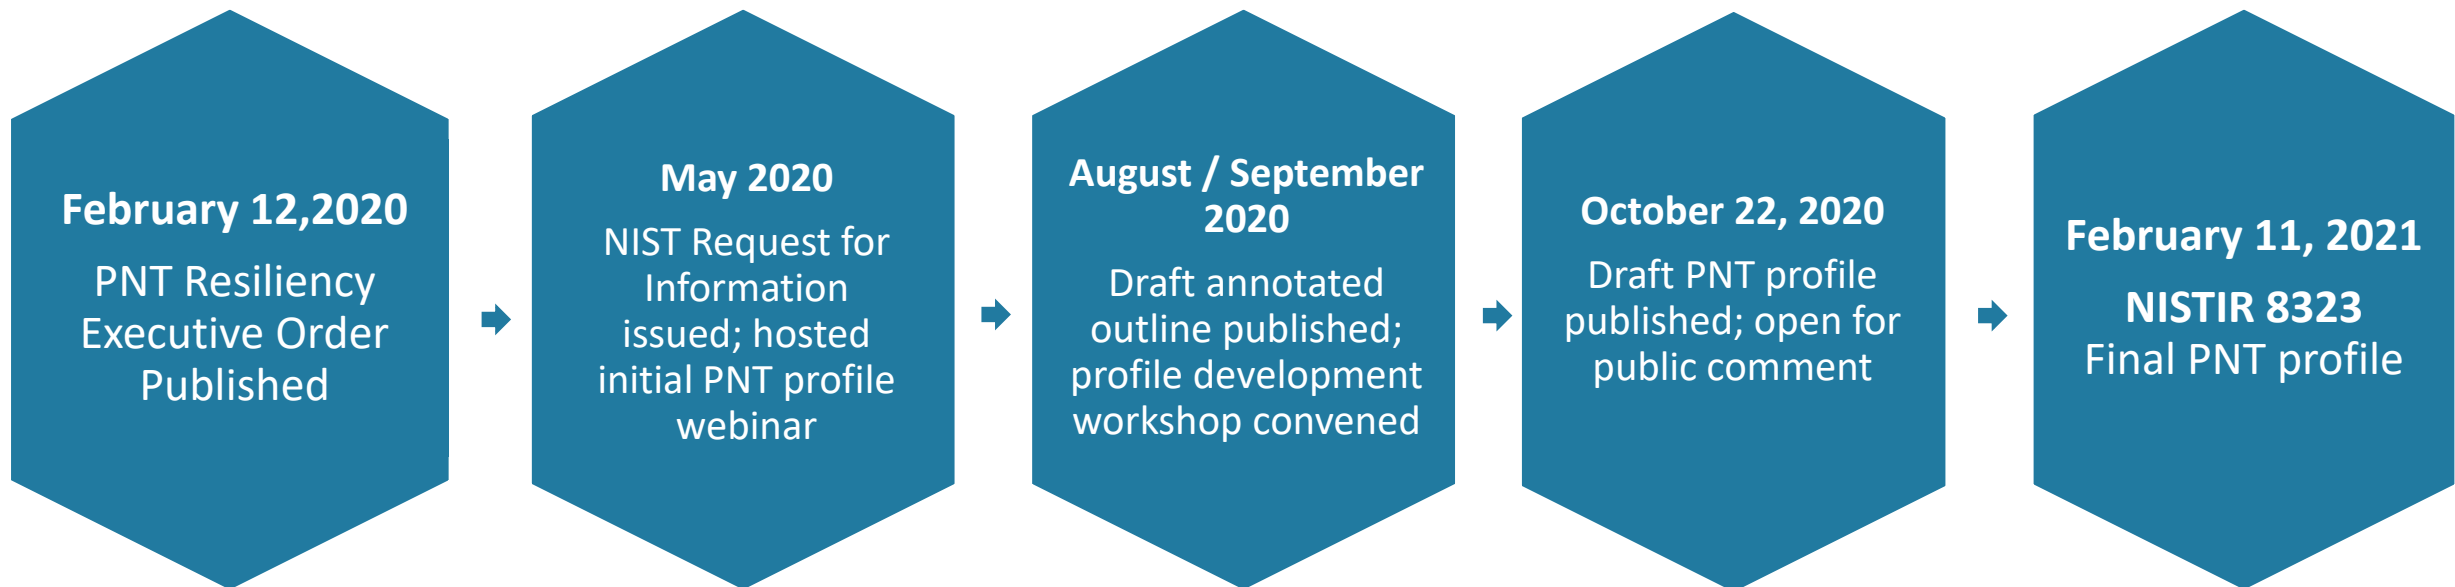 February 12,2020
PNT Resiliency
Executive Order
Published
May 2020
NIST Request for
Information
issued; hosted
initial PNT profile
webinar
August / September
2020
Draft annotated
outline published;
profile development
workshop convened
October 22, 2020
Draft PNT profile
published; open for
public comment
February 11, 2021
NISTIR 8323
Final PNT profile